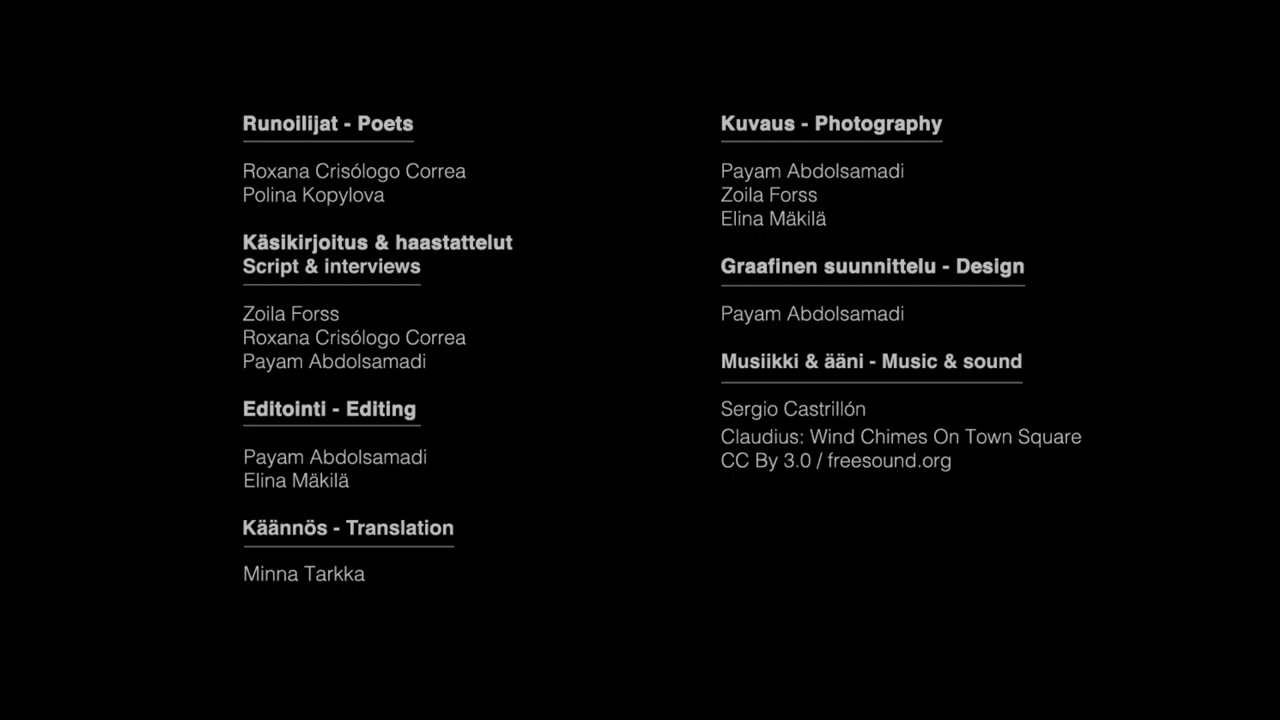 Runoilijat - Poets
Roxana Crisólogo Correa
Polina Kopylova
Käsikirjoitus & haastattelut
Script & interviews
Zoila Forss
Roxana Crisólogo Correa
Payam Abdolsamadi
Editointi - Editing
Payam Abdolsamadi
Elina Mäkilä
Käännös - Translation
Minna Tarkka
Kuvaus - Photography
Payam Abdolsamadi
Zoila Forss
Elina Mäkilä
Graafinen suunnittelu - Design
Payam Abdolsamadi
Musiikki & ääni - Music & sound
Sergio Castrillón
Claudius: Wind Chimes On Town Square
CC By 3.0 / freesound.org